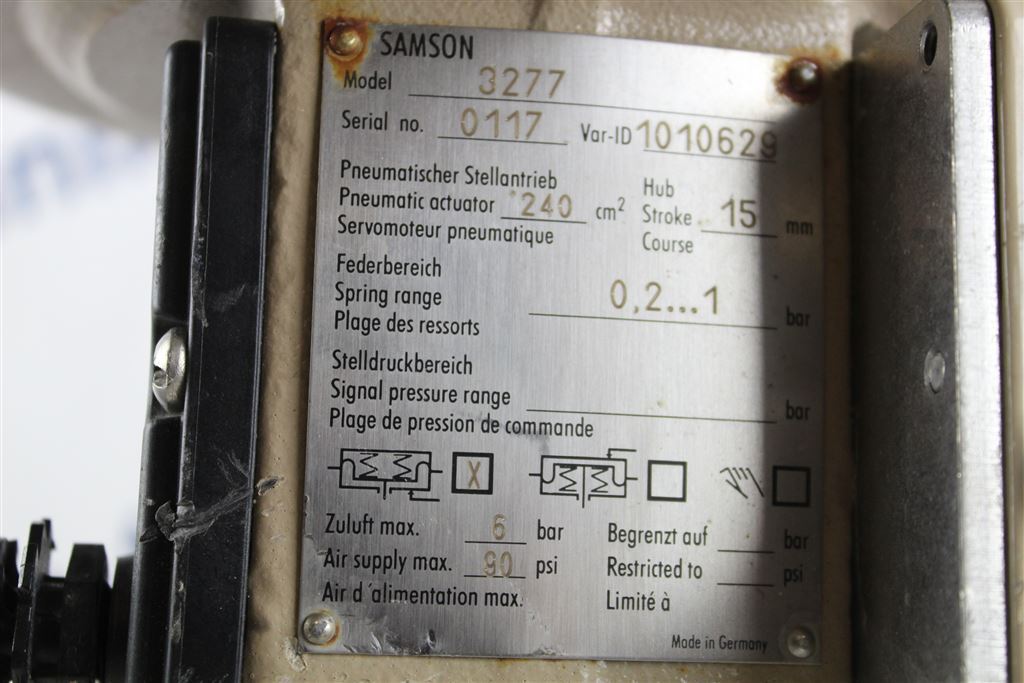 SAMSON
Model 3277
Serial no. 0117 Var-ID 1010629
Pneumatischer Stellantrieb Hub
Pneumatic actuator 240 cm² Stroke 15 mm
Servomoteur pneumatique Course
Federbereich
Spring range 0,2...1 bar
Plage des ressorts
Stelldruckbereich
Signal pressure range bar
Plage de pression de commande
X
Zuluft max. 6 bar Begrenzt auf bar
Air supply max. 90 psi Restricted to psi
Air d´alimentation max. Limité à
Made in Germany